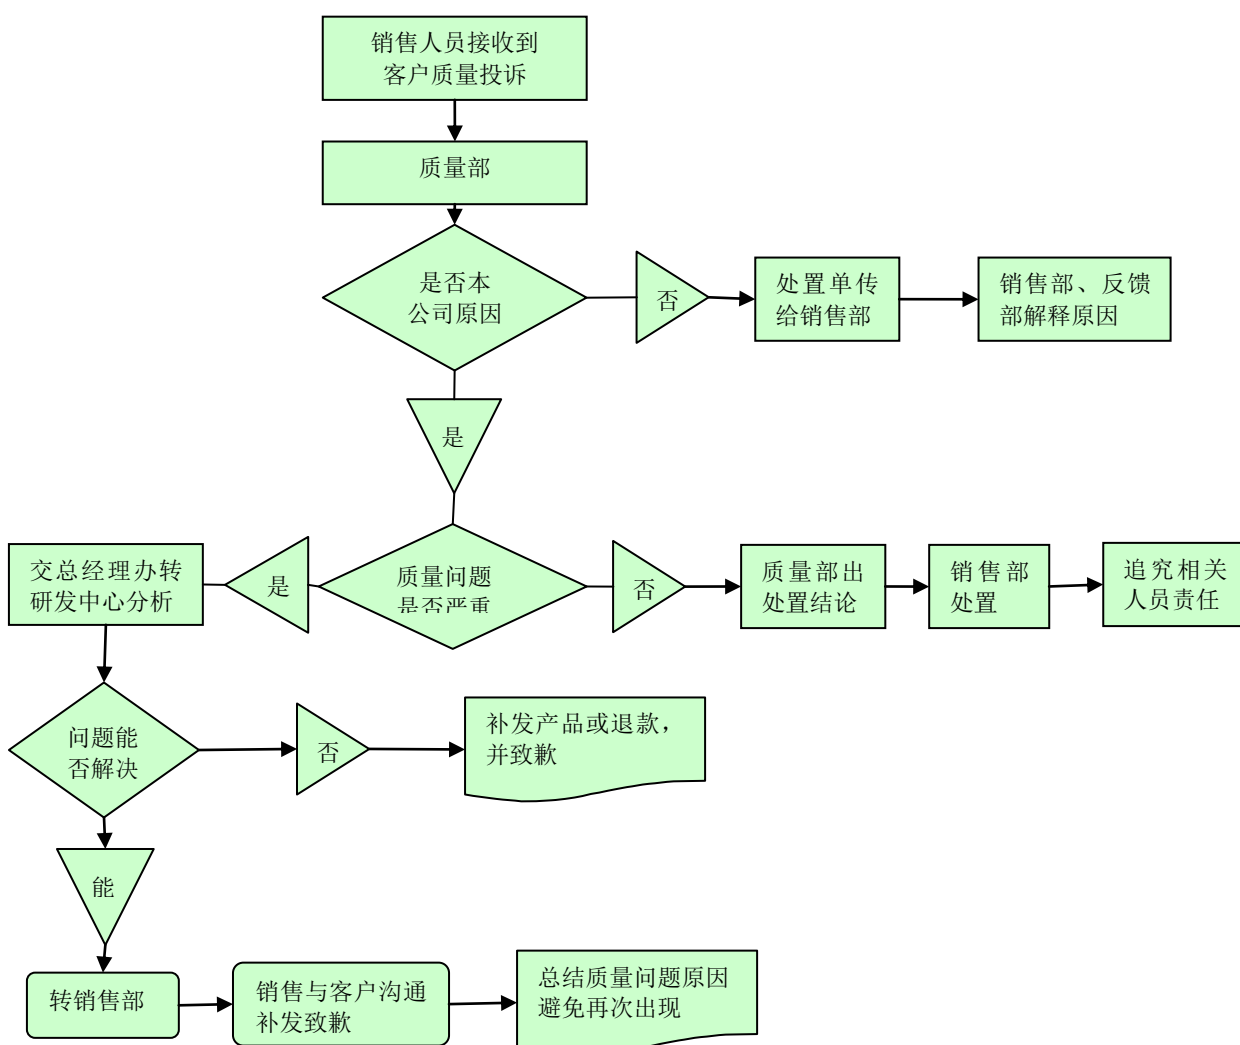 销售人员接收到
客户质量投诉
质量部
是否本
公司原因
否
处置单传
给销售部
销售部、反馈
部解释原因
是
交总经理办转
研发中心分析
是
质量问题
是否严重
否
质量部出
处置结论
销售部
处置
追究相关
人员责任
问题能
否解决
否
补发产品或退款，
并致歉
能
转销售部
销售与客户沟通
补发致歉
总结质量问题原因
避免再次出现